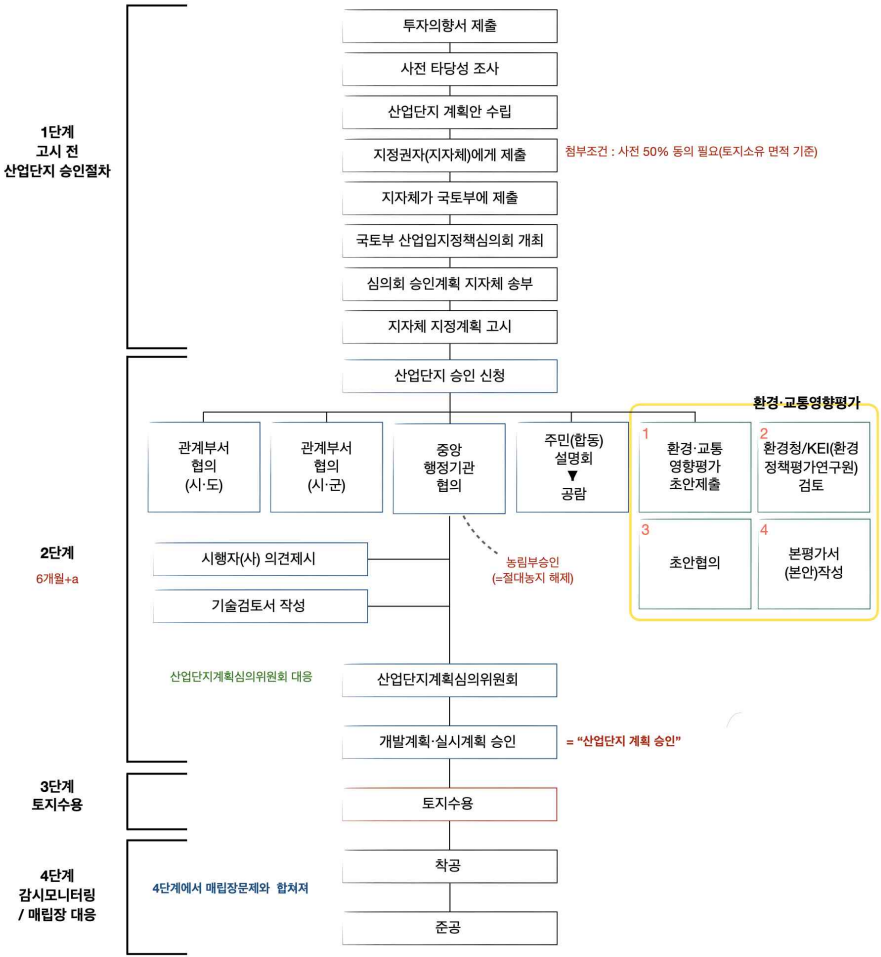 투자의향서 제출
사전 타당성 조사
산업단지 계획안 수립
1단계
고시 전
산업단지 승인절차
지정권자(지자체)에게 제출
첨부조건 : 사전 50% 동의 필요(토지소유 면적 기준)
지자체가 국토부에 제출
국토부 산업입지정책심의회 개최
심의회 승인계획 지자체 송부
지자체 지정계획 고시
산업단지 승인 신청
환경·교통영향평가
관계부서
협의
(시·도)
관계부서
협의
(시·군)
중앙
행정기관
협의
주민(합동)
설명회
▼
공람
1
환경·교통
영향평가
초안제출
2
환경청/KEI(환경
정책평가연구원)
검토
3
초안협의
4
본평가서
(본안)작성
2단계
6개월+a
시행자(사) 의견제시
농림부승인
(=절대농지 해제)
기술검토서 작성
산업단지계획심의위원회 대응
산업단지계획심의위원회
개발계획·실시계획 승인
= “산업단지 계획 승인”
3단계
토지수용
토지수용
4단계
감시모니터링
/ 매립장 대응
4단계에서 매립장문제와 합쳐져
착공
준공